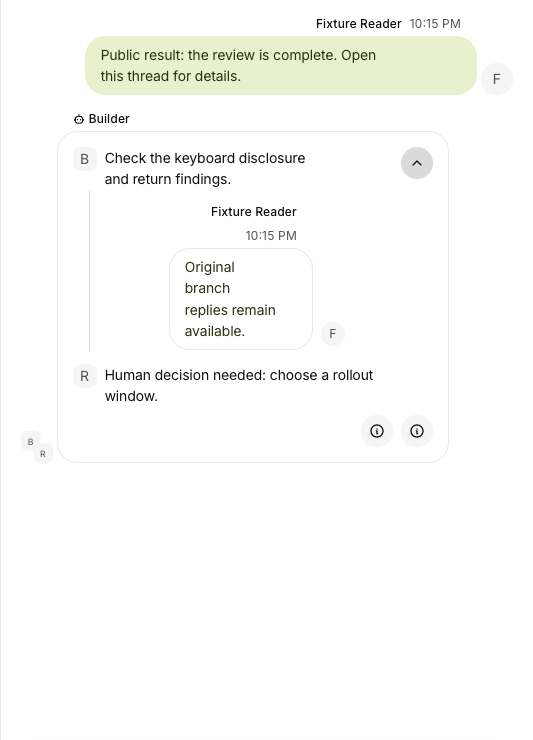 Fixture Reader 10:15 PM
Public result: the review is complete. Open
this thread for details.
F
Builder
B
Check the keyboard disclosure
and return findings.
Fixture Reader
10:15 PM
Original
branch
replies remain
available.
F
R
Human decision needed: choose a rollout
window.
B
R